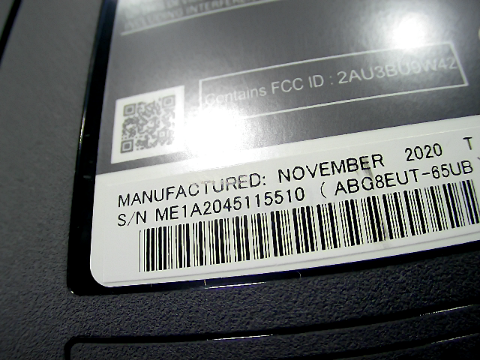 Contains FCC ID : 2AU3BU9W42
MANUFACTURED: NOVEMBER 2020 T
S/N ME1A2045115510 ( ABG8EUT-65UB